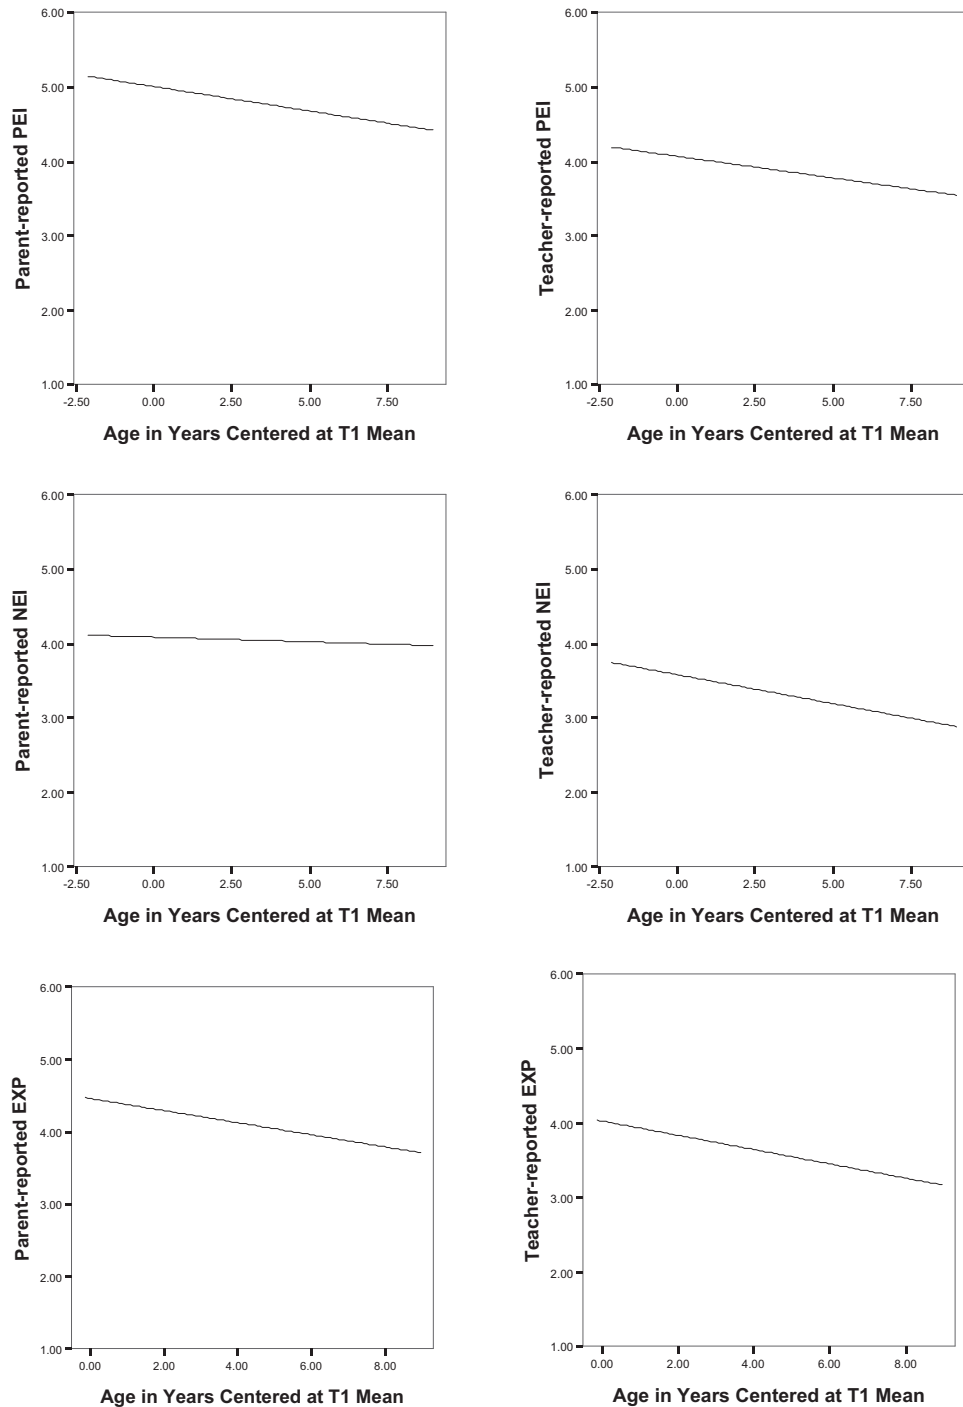 6.00
5.00
4.00
3.00
2.00
1.00
Parent-reported PEI
-2.50 0.00 2.50 5.00 7.50
Age in Years Centered at T1 Mean
6.00
5.00
4.00
3.00
2.00
1.00
Teacher-reported PEI
-2.50 0.00 2.50 5.00 7.50
Age in Years Centered at T1 Mean
6.00
5.00
4.00
3.00
2.00
1.00
Parent-reported NEI
-2.50 0.00 2.50 5.00 7.50
Age in Years Centered at T1 Mean
6.00
5.00
4.00
3.00
2.00
1.00
Teacher-reported NEI
-2.50 0.00 2.50 5.00 7.50
Age in Years Centered at T1 Mean
6.00
5.00
4.00
3.00
2.00
1.00
Parent-reported EXP
0.00 2.00 4.00 6.00 8.00
Age in Years Centered at T1 Mean
6.00
5.00
4.00
3.00
2.00
1.00
Teacher-reported EXP
0.00 2.00 4.00 6.00 8.00
Age in Years Centered at T1 Mean